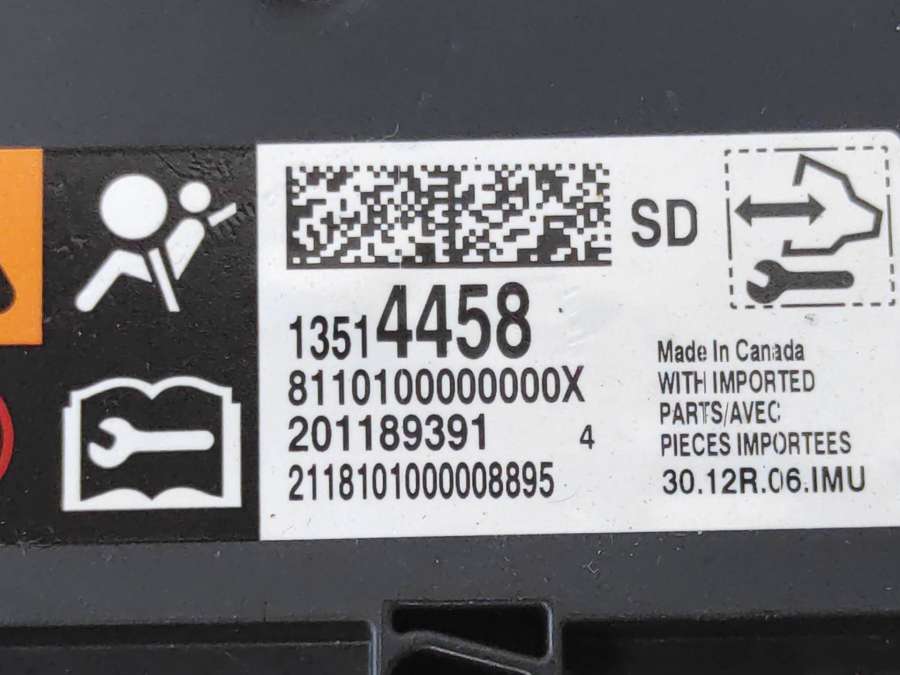 SD
13514458
8110100000000X
201189391 4
2118101000008895
Made In Canada
WITH IMPORTED
PARTS/AVEC
PIECES IMPORTEES
30.12R.06.IMU